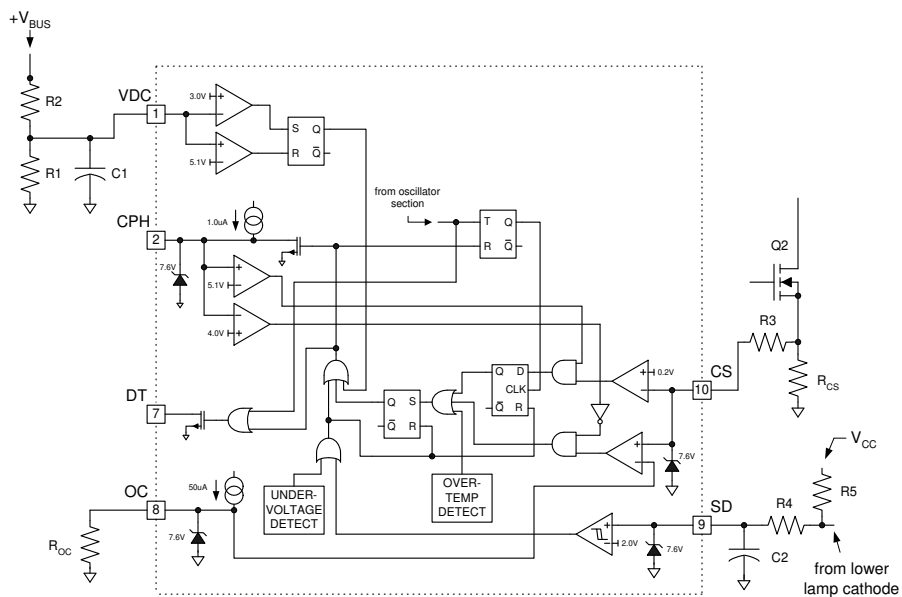 +VBUS
R2
R1
C1
VDC
1
3.0V
5.1V
S Q
R Q
CPH
2
1.0uA
7.6V
5.1V
4.0V
from oscillator
section
T Q
R Q
Q2
R3
RCS
CS
10
0.2V
7.6V
Q D
CLK
Q R
Q S
Q R
DT
7
OC
8
50uA
7.6V
ROC
UNDER-
VOLTAGE
DETECT
OVER-
TEMP
DETECT
2.0V
7.6V
SD
9
VCC
R4
R5
C2
from lower
lamp cathode